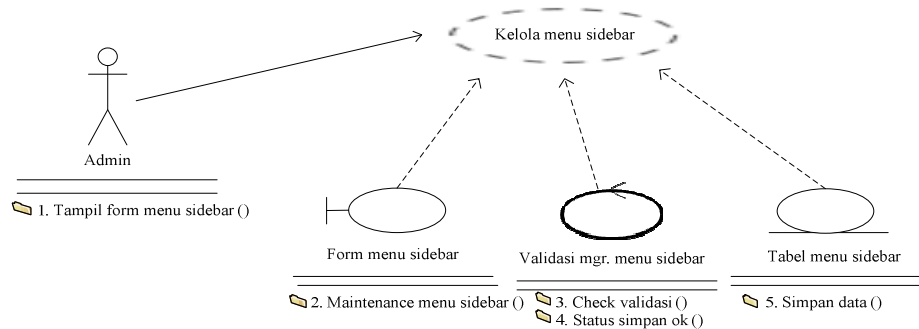 Kelola menu sidebar
Admin
1. Tampil form menu sidebar ()
Form menu sidebar
2. Maintenance menu sidebar ()
Validasi mgr. menu sidebar
3. Check validasi ()
4. Status simpan ok ()
Tabel menu sidebar
5. Simpan data ()